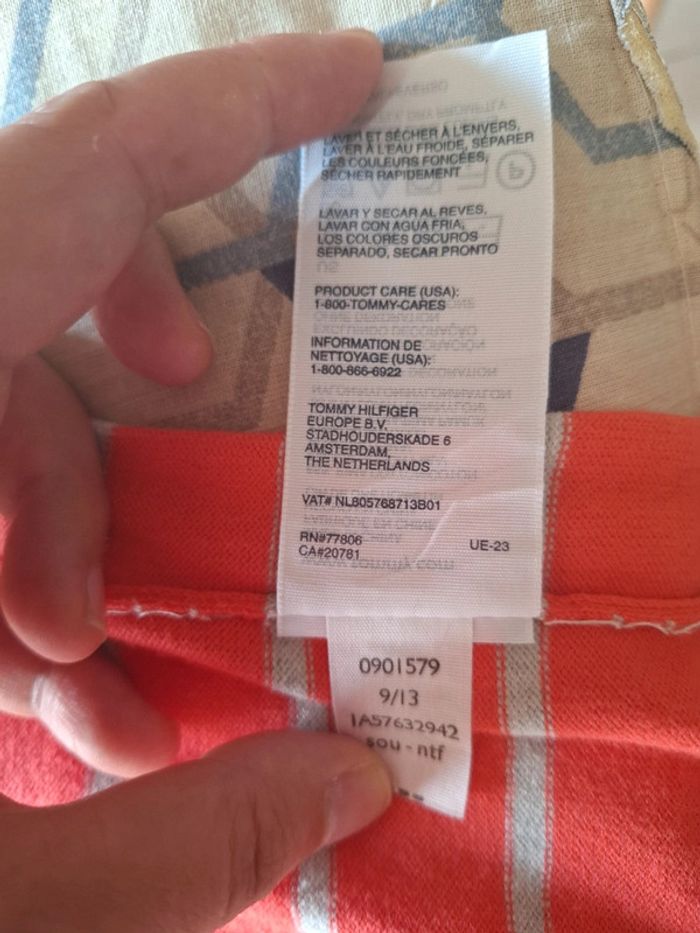 LAVER ET SÉCHER À L'ENVERS,
LAVER À L'EAU FROIDE, SÉPARER
LES COULEURS FONCÉES,
SÉCHER RAPIDEMENT
LAVAR Y SECAR AL REVES,
LAVAR CON AGUA FRIA,
LOS COLORES OSCUROS
SEPARADO, SECAR PRONTO
PRODUCT CARE (USA):
1-800-TOMMY-CARES
INFORMATION DE
NETTOYAGE (USA):
1-800-866-6922
TOMMY HILFIGER
EUROPE B.V.
STADHOUDERSKADE 6
AMSTERDAM,
THE NETHERLANDS
VAT# NL805768713B01
RN#77806
CA#20781
UE-23
0901579
9/13
1A57632942
sou-ntf